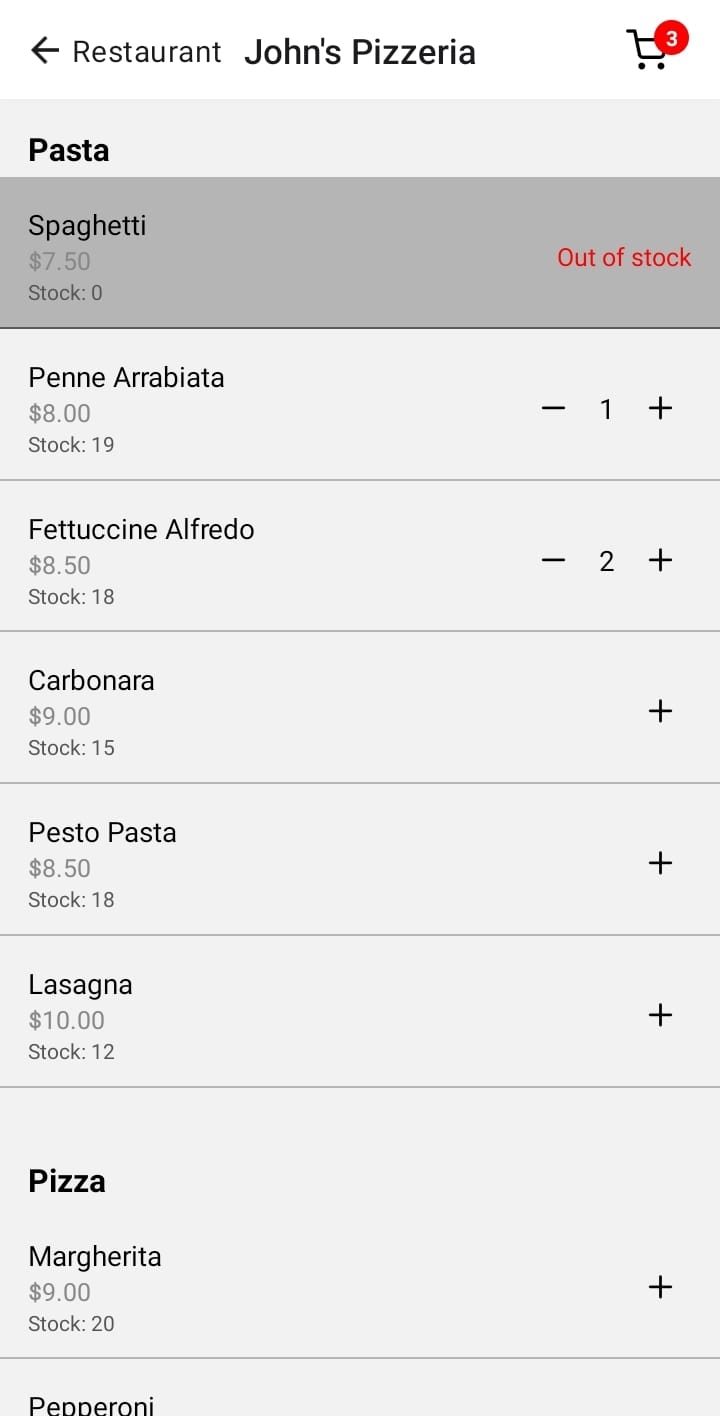 Restaurant John's Pizzeria 3
Pasta
Spaghetti
$7.50
Out of stock
Stock: 0
Penne Arrabiata
$8.00
1
Stock: 19
Fettuccine Alfredo
$8.50
2
Stock: 18
Carbonara
$9.00
Stock: 15
Pesto Pasta
$8.50
Stock: 18
Lasagna
$10.00
Stock: 12
Pizza
Margherita
$9.00
Stock: 20
Pepperoni